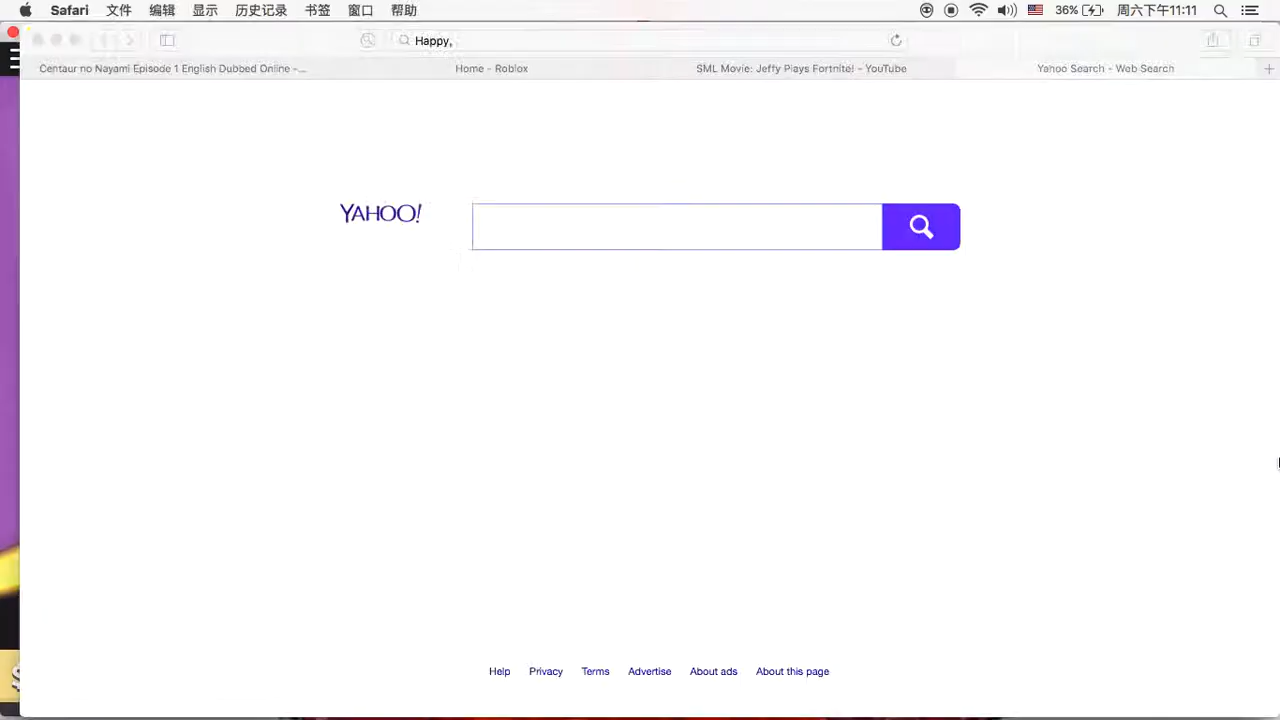 Safari 文件 编辑 显示 历史记录 书签 窗口 帮助 36% 周六下午11:11
Happy,
Centaur no Nayami Episode 1 English Dubbed Online -... Home - Roblox SML Movie: Jeffy Plays Fortnite! - YouTube Yahoo Search - Web Search
YAHOO!
Help Privacy Terms Advertise About ads About this page